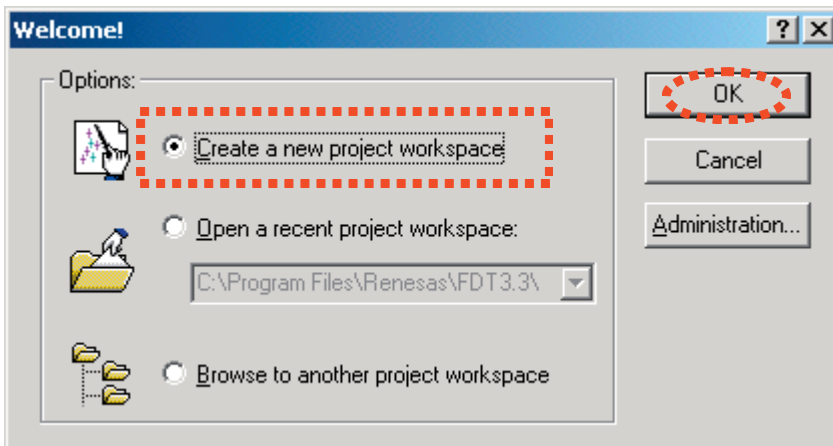 Welcome!
Options:
Create a new project workspace
Open a recent project workspace:
C:\Program Files\Renesas\FDT3.3\
Browse to another project workspace
OK
Cancel
Administration...